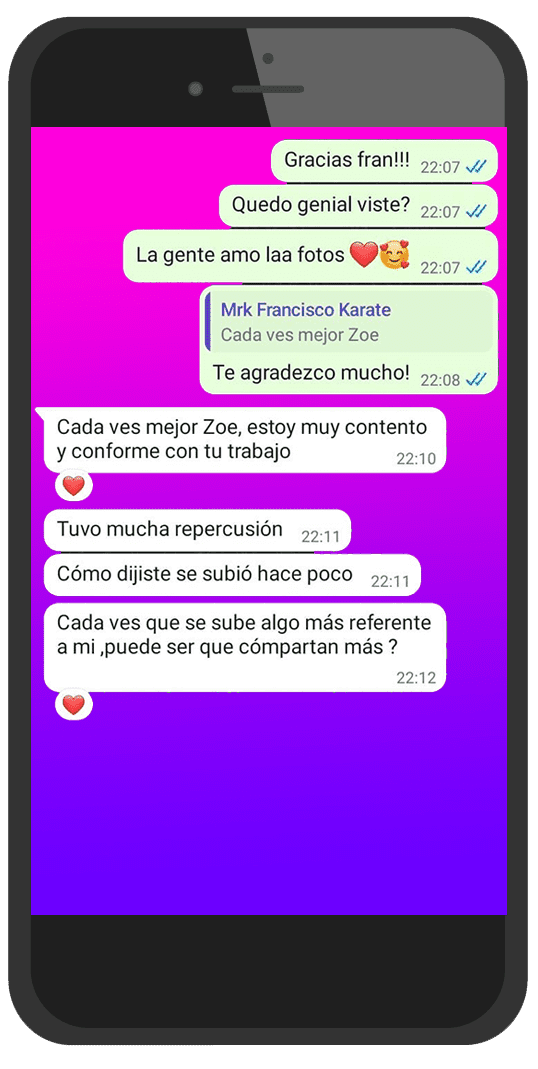 Gracias fran!!! 22:07
Quedo genial viste? 22:07
La gente amo laa fotos ❤️🥰 22:07
Mrk Francisco Karate
Cada ves mejor Zoe
Te agradezco mucho! 22:08
Cada ves mejor Zoe, estoy muy contento
y conforme con tu trabajo 22:10
❤️
Tuvo mucha repercusión 22:11
Cómo dijiste se subió hace poco 22:11
Cada ves que se sube algo más referente
a mi ,puede ser que cómpartan más ?
22:12
❤️